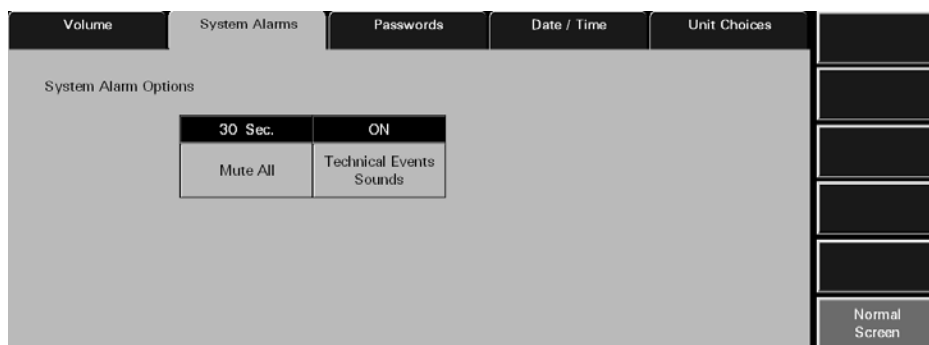 Volume
System Alarms
Passwords
Date / Time
Unit Choices
System Alarm Options
30 Sec.
ON
Mute All
Technical Events
Sounds
Normal
Screen